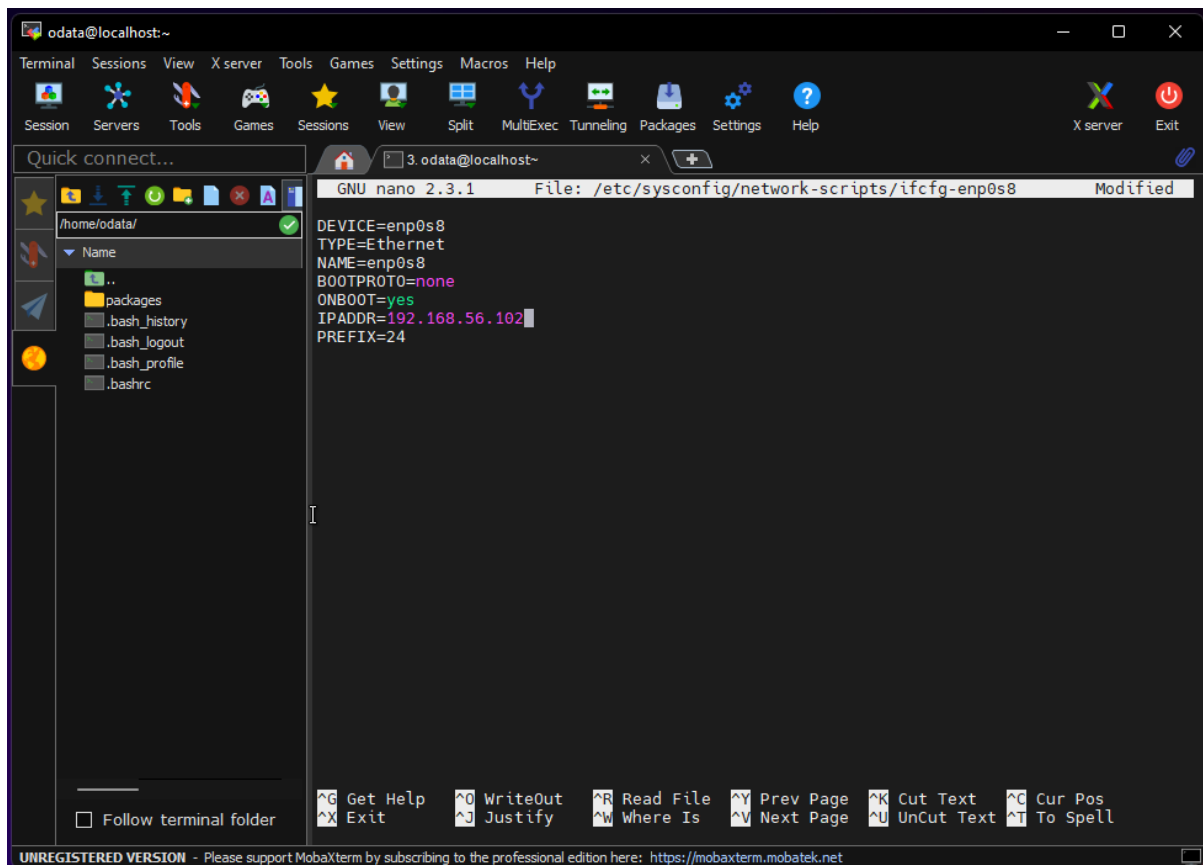 odata@localhost:~
Terminal Sessions View X server Tools Games Settings Macros Help
Session Servers Tools Games Sessions View Split MultiExec Tunneling Packages Settings Help X server Exit
Quick connect...
3. odata@localhost~
/home/odata/
Name
..
packages
.bash_history
.bash_logout
.bash_profile
.bashrc
Follow terminal folder
GNU nano 2.3.1 File: /etc/sysconfig/network-scripts/ifcfg-enp0s8 Modified
DEVICE=enp0s8
TYPE=Ethernet
NAME=enp0s8
BOOTPROTO=none
ONBOOT=yes
IPADDR=192.168.56.102
PREFIX=24
^G Get Help ^O WriteOut ^R Read File ^Y Prev Page ^K Cut Text ^C Cur Pos
^X Exit ^J Justify ^W Where Is ^V Next Page ^U UnCut Text ^T To Spell
UNREGISTERED VERSION - Please support MobaXterm by subscribing to the professional edition here: https://mobaxterm.mobatek.net